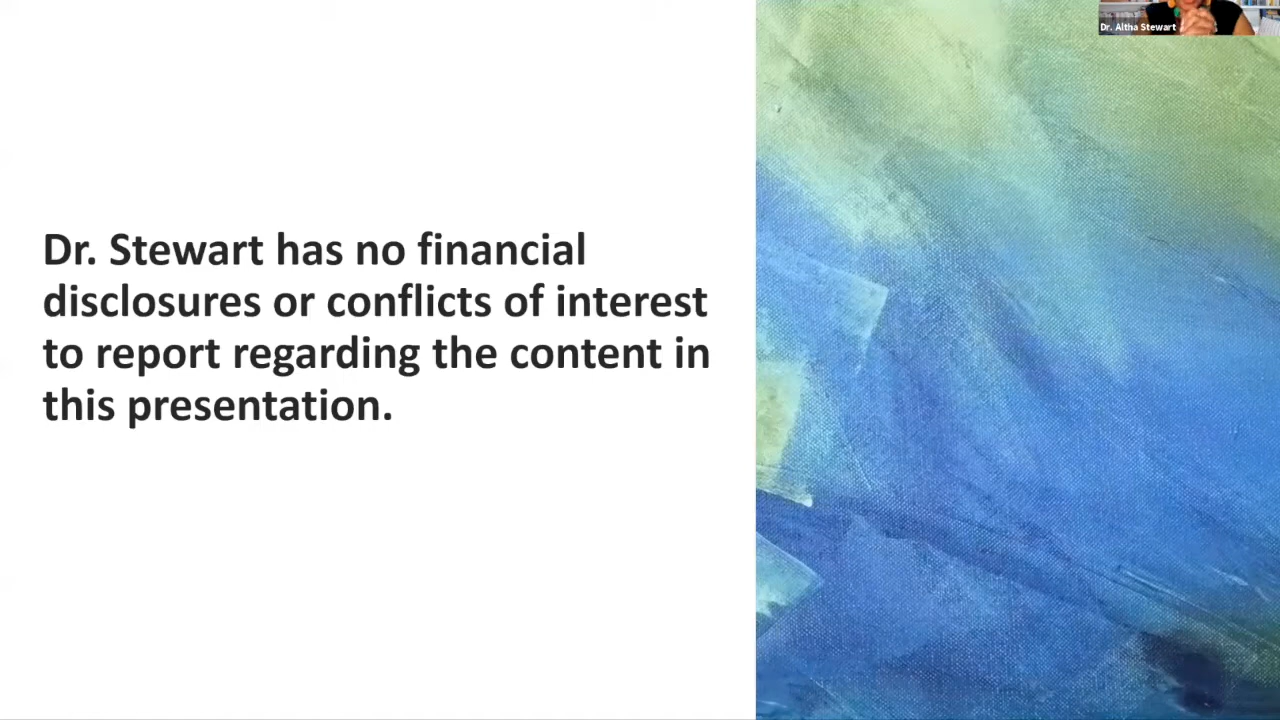 Dr. Altha Stewart
Dr. Stewart has no financial
disclosures or conflicts of interest
to report regarding the content in
this presentation.